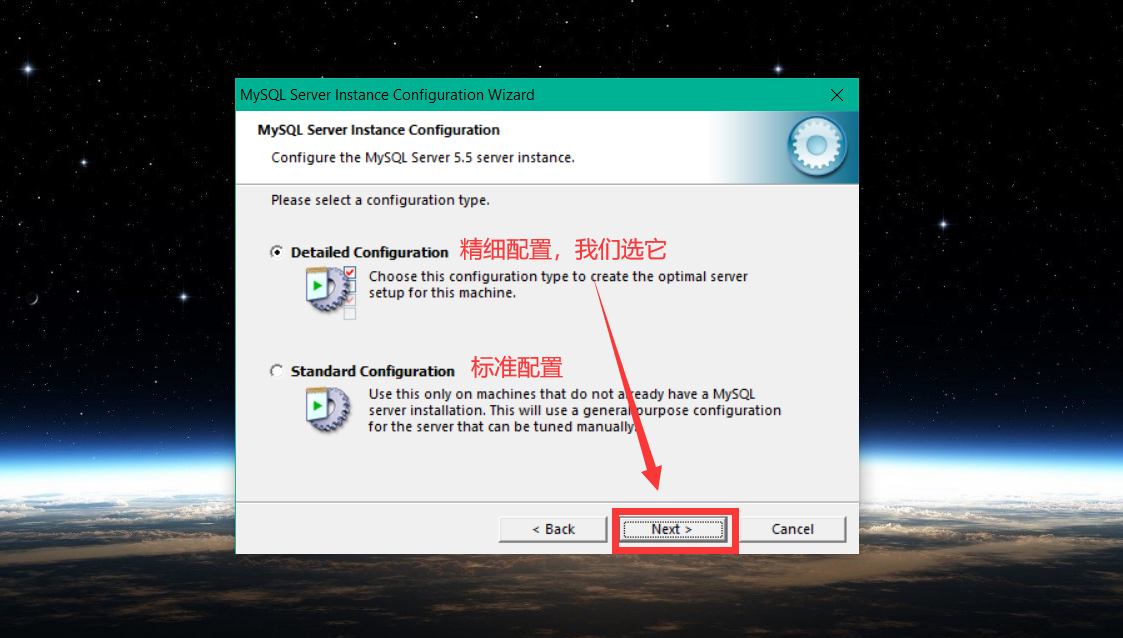 MySQL Server Instance Configuration Wizard
MySQL Server Instance Configuration
Configure the MySQL Server 5.5 server instance.
Please select a configuration type.
Detailed Configuration 精细配置，我们选它
Choose this configuration type to create the optimal server
setup for this machine.
Standard Configuration 标准配置
Use this only on machines that do not already have a MySQL
server installation. This will use a general purpose configuration
for the server that can be tuned manually.
< Back Next > Cancel